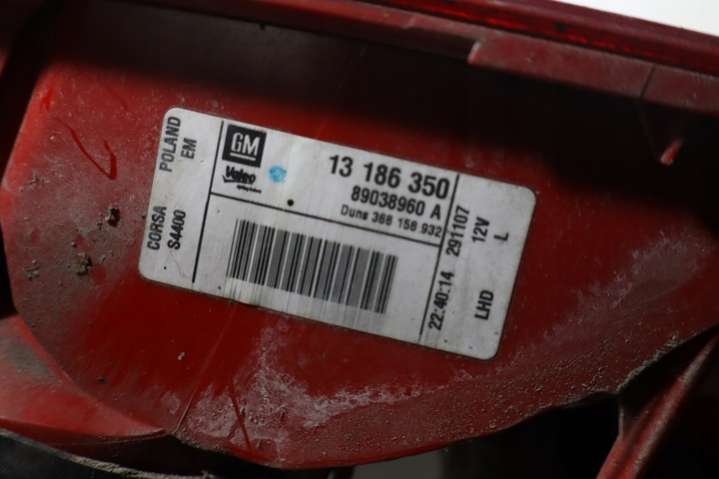 CORSA POLAND
S4400 EM
GM
Valeo
13 186 350
89038960 A
Duns 368 158 932
22:40:14 291107
LHD 12V
L